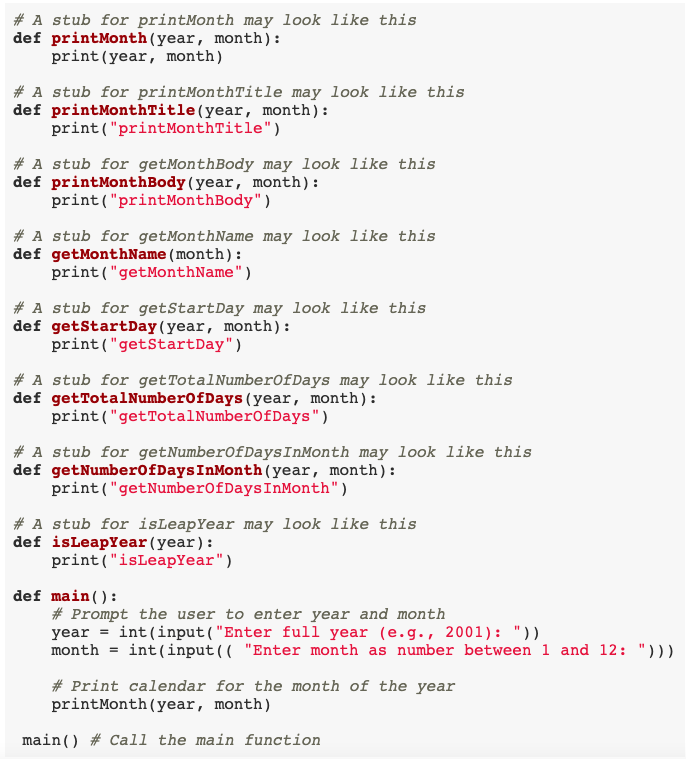 # A stub for printMonth may look like this
def printMonth(year, month):
    print(year, month)

# A stub for printMonthTitle may look like this
def printMonthTitle(year, month):
    print("printMonthTitle")

# A stub for getMonthBody may look like this
def printMonthBody(year, month):
    print("printMonthBody")

# A stub for getMonthName may look like this
def getMonthName(month):
    print("getMonthName")

# A stub for getStartDay may look like this
def getStartDay(year, month):
    print("getStartDay")

# A stub for getTotalNumberOfDays may look like this
def getTotalNumberOfDays(year, month):
    print("getTotalNumberOfDays")

# A stub for getNumberOfDaysInMonth may look like this
def getNumberOfDaysInMonth(year, month):
    print("getNumberOfDaysInMonth")

# A stub for isLeapYear may look like this
def isLeapYear(year):
    print("isLeapYear")

def main():
    # Prompt the user to enter year and month
    year = int(input("Enter full year (e.g., 2001): "))
    month = int(input(( "Enter month as number between 1 and 12: ")))

    # Print calendar for the month of the year
    printMonth(year, month)

 main() # Call the main function